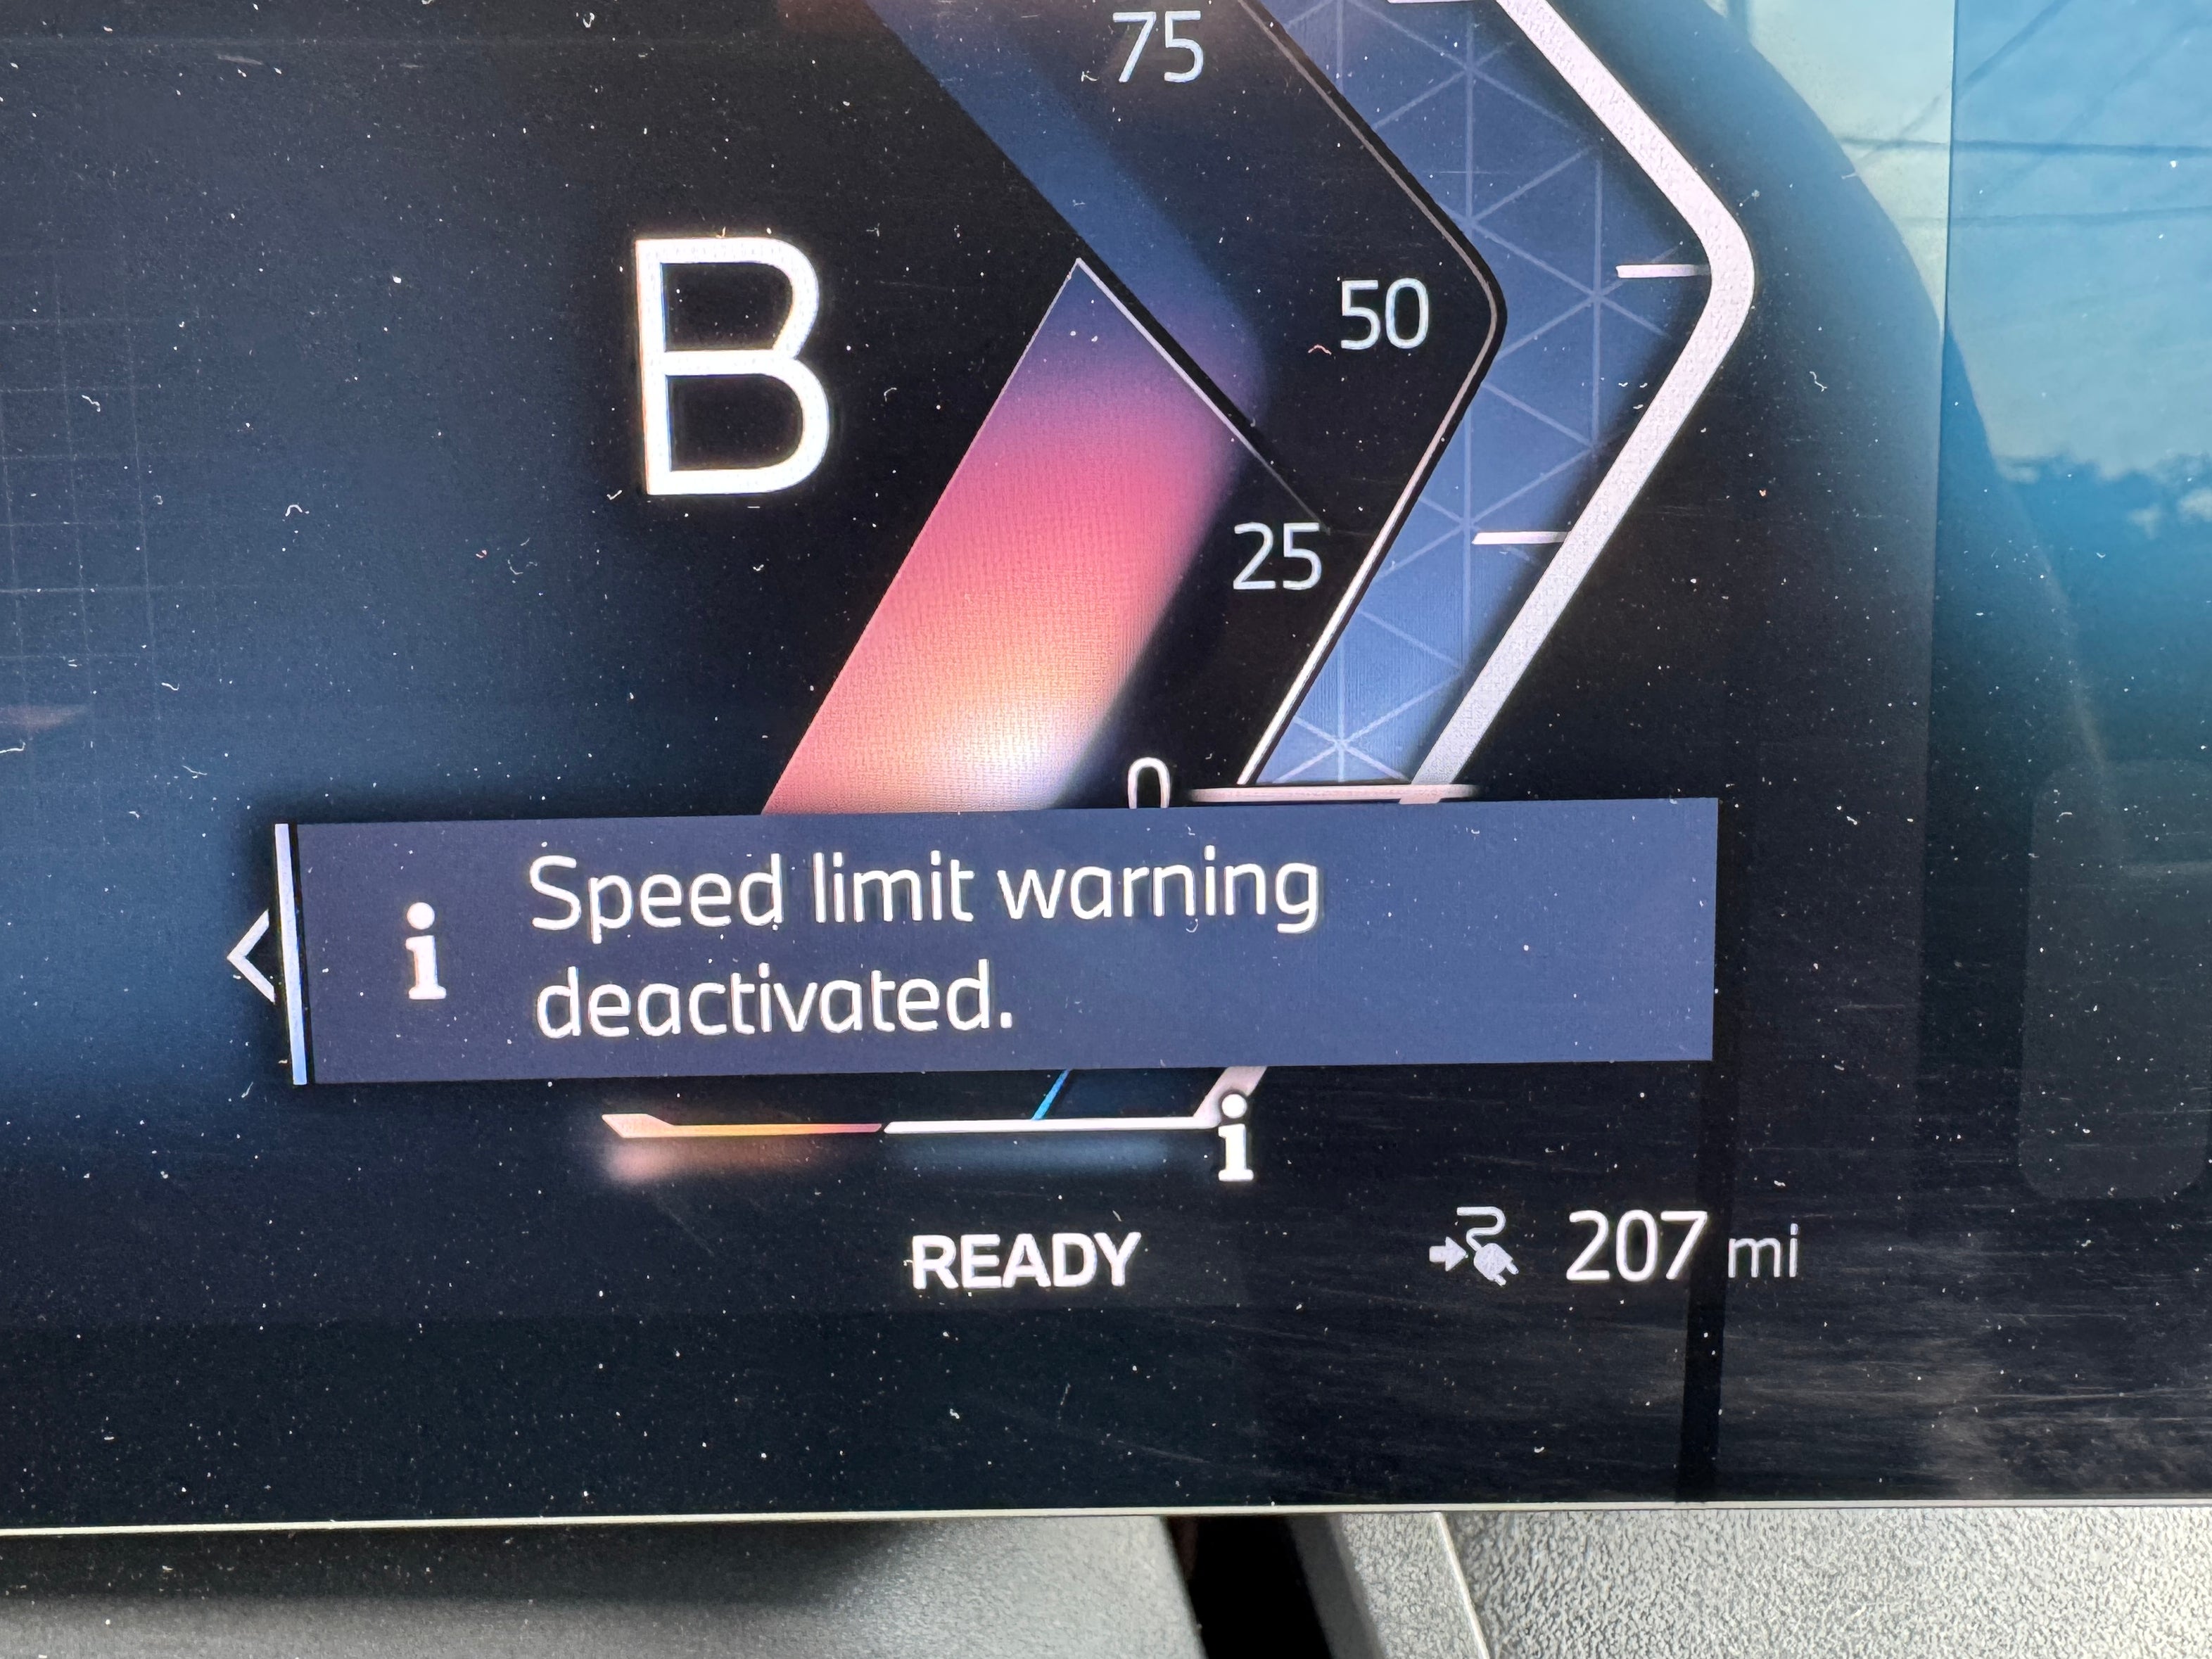 75
B
50
25
0
i Speed limit warning
deactivated.
i
READY
207 mi